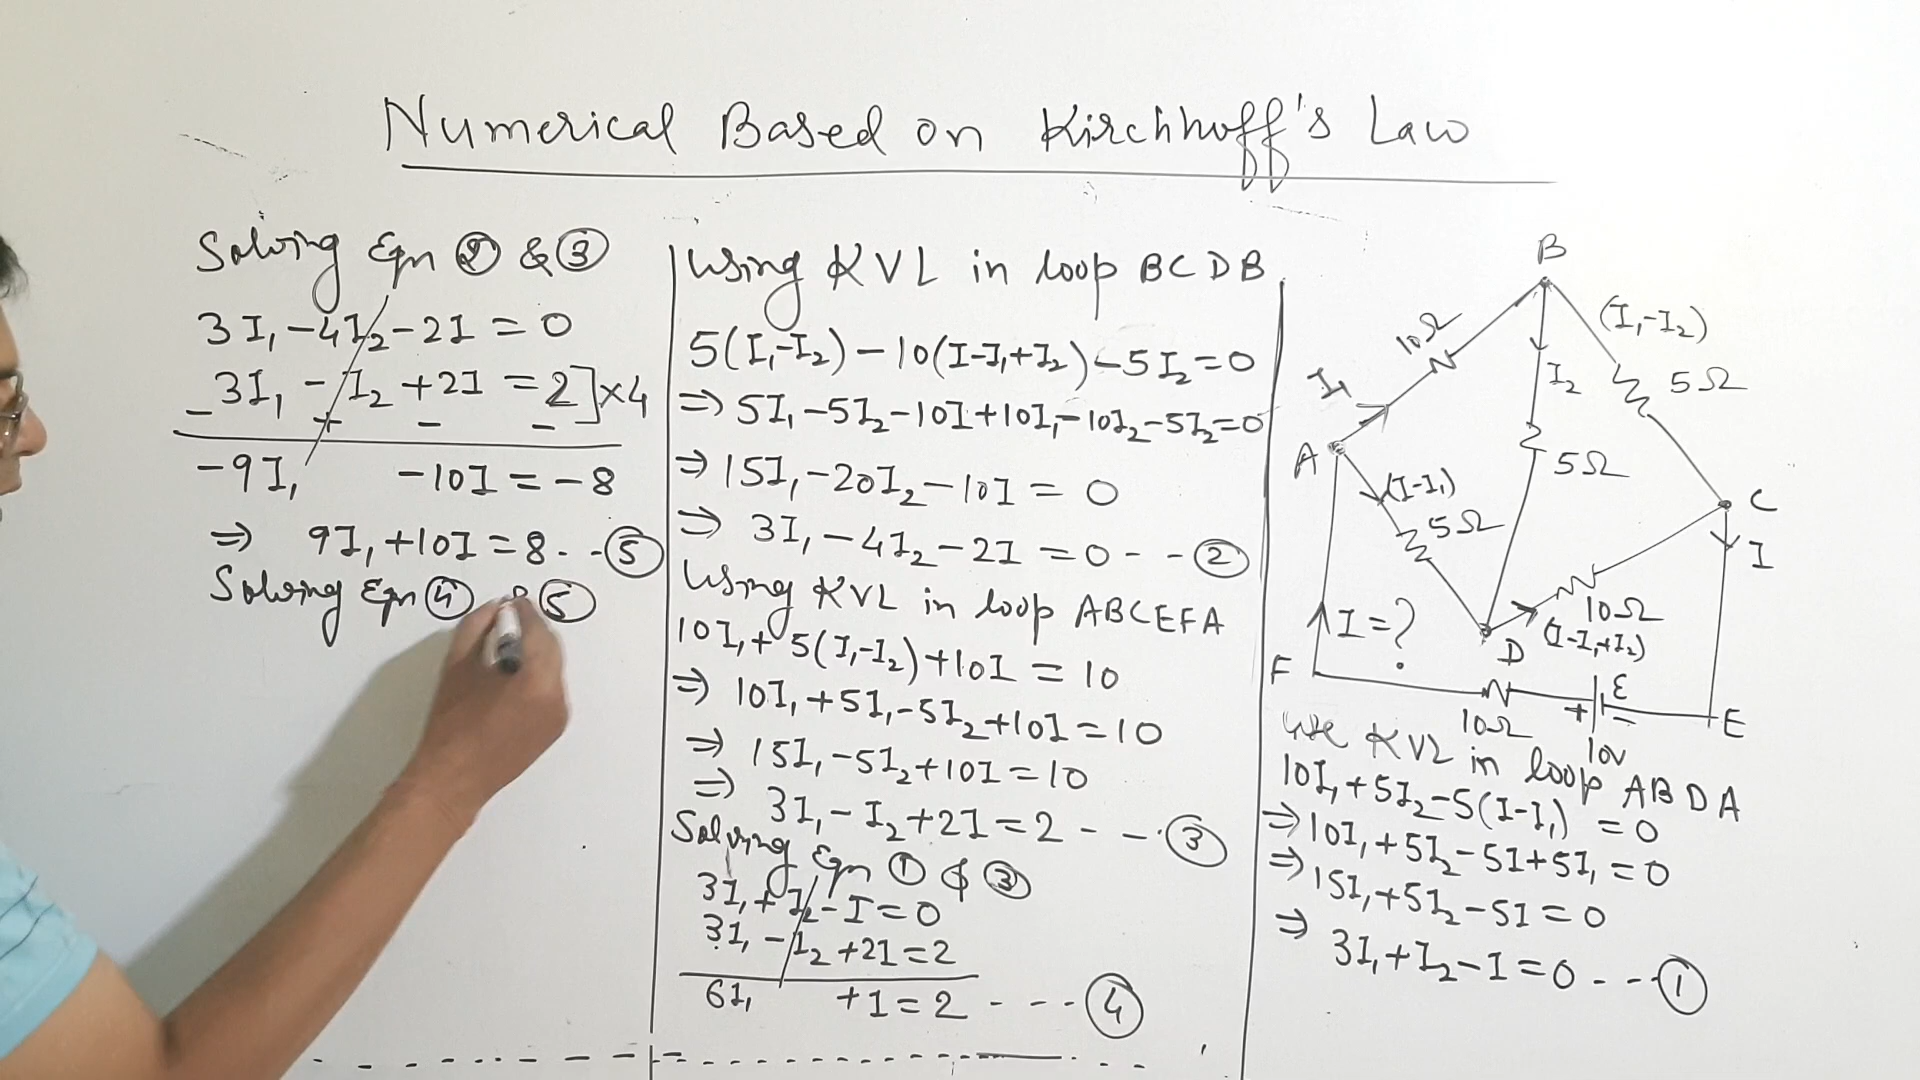 Numerical Based on Kirchhoff's Law
Solving Eqn ② & ③
3I₁ - 4I₂ - 2I = 0
3I₁ - I₂ + 2I = 2] × 4
- + - -
-9I₁ -10I = -8
⇒ 9I₁ + 10I = 8 - - ⑤
Solving Eqn ④ & ⑤
Using KVL in loop BCDB
5(I₁-I₂) - 10(I-I₁+I₂) - 5I₂ = 0
⇒ 5I₁ - 5I₂ - 10I + 10I₁ - 10I₂ - 5I₂ = 0
⇒ 15I₁ - 20I₂ - 10I = 0
⇒ 3I₁ - 4I₂ - 2I = 0 - - ②
Using KVL in loop ABCEFA
10I₁ + 5(I₁-I₂) + 10I = 10
⇒ 10I₁ + 5I₁ - 5I₂ + 10I = 10
⇒ 15I₁ - 5I₂ + 10I = 10
⇒ 3I₁ - I₂ + 2I = 2 - - ③
Solving Eqn ① & ③
3I₁ + I₂ - I = 0
3I₁ - I₂ + 2I = 2
6I₁ + I = 2 - - - - ④
B
10Ω
(I₁-I₂)
I₁
I₂
5Ω
A
5Ω
(I-I₁)
5Ω
C
I
I = ?
10Ω
D
(I-I₁+I₂)
F
E
+ -
10Ω
E
10V
Use KVL in loop ABDA
10I₁ + 5I₂ - 5(I-I₁) = 0
⇒ 10I₁ + 5I₂ - 5I + 5I₁ = 0
⇒ 15I₁ + 5I₂ - 5I = 0
⇒ 3I₁ + I₂ - I = 0 - - - ①